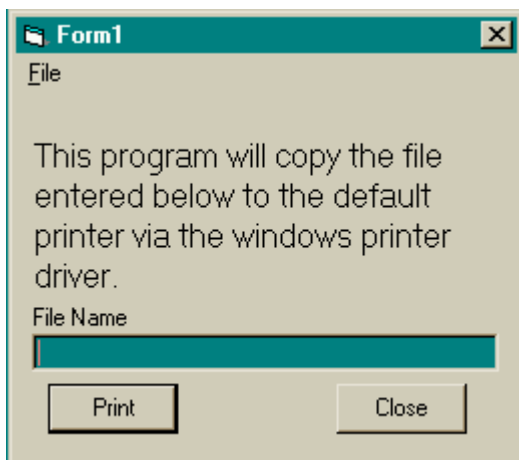 Form1
File
This program will copy the file
entered below to the default
printer via the windows printer
driver.
File Name
Print Close